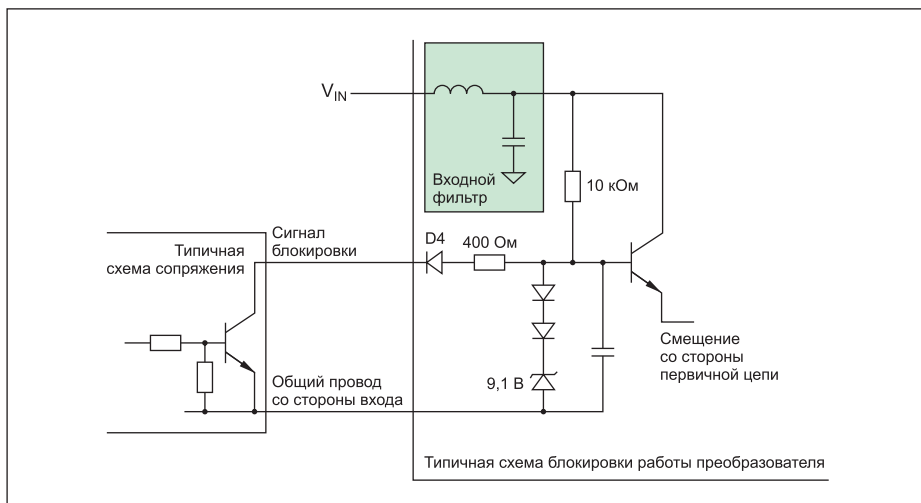 V_IN
Входной
фильтр
10 кОм
Сигнал
блокировки
D4
400 Ом
Типичная
схема сопряжения
Смещение
со стороны
первичной цепи
9,1 В
Общий провод
со стороны входа
Типичная схема блокировки работы преобразователя